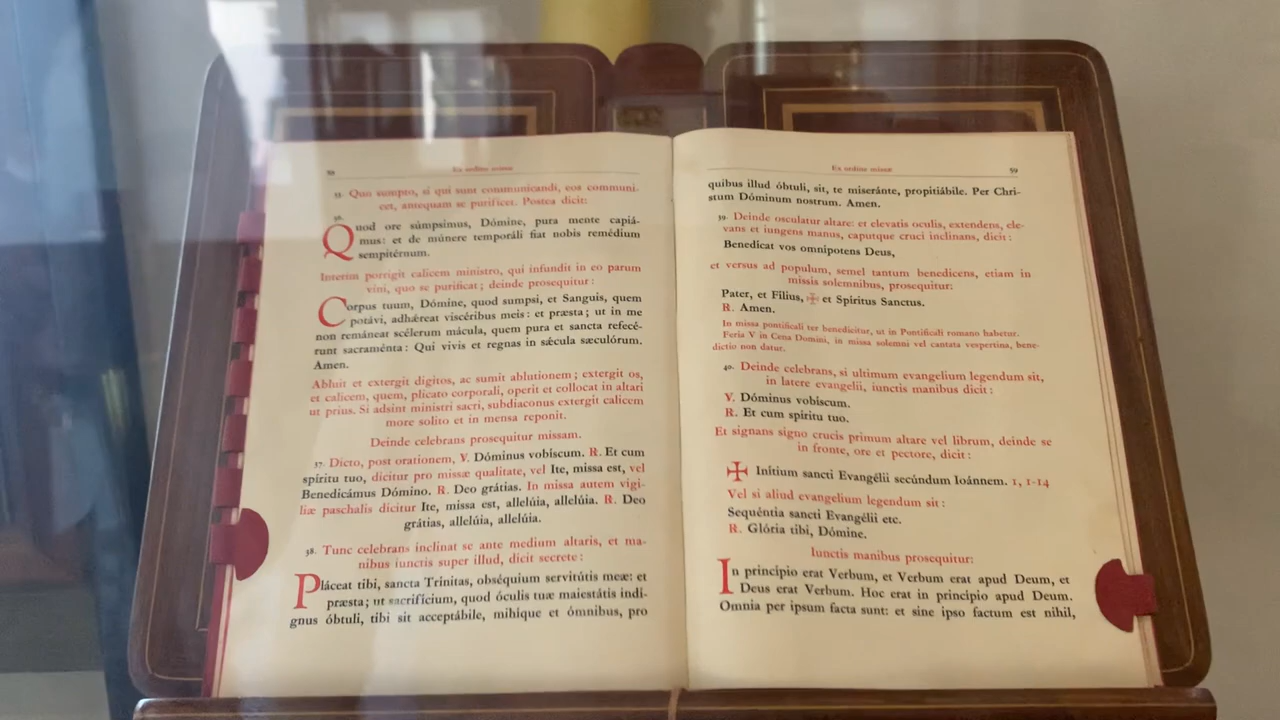 Ex ordine missæ
35. Quo sumpto, si qui sunt communicandi, eos communi-
cet, antequam se purificet. Postea dicit:
36.
Quod ore súmpsimus, Dómine, pura mente capiá-
mus: et de múnere temporáli fiat nobis remédium
sempitérnum.
Interim porrigit calicem ministro, qui infundit in eo parum
vini, quo se purificat; deinde prosequitur:
Corpus tuum, Dómine, quod sumpsi, et Sanguis, quem
potávi, adhǽreat viscéribus meis: et præsta; ut in me
non remáneat scélerum mácula, quem pura et sancta refecé-
runt sacraménta: Qui vivis et regnas in sǽcula sæculórum.
Amen.
Abluit et extergit digitos, ac sumit ablutionem; extergit os,
et calicem, quem, plicato corporali, operit et collocat in altari
ut prius. Si adsint ministri sacri, subdiaconus extergit calicem
more solito et in mensa reponit.
Deinde celebrans prosequitur missam.
37. Dicto, post orationem, V. Dóminus vobíscum. R. Et cum
spíritu tuo, dicitur pro missæ qualitate, vel Ite, missa est, vel
Benedicámus Dómino. R. Deo grátias. In missa autem vigi-
liæ paschalis dicitur Ite, missa est, allelúia, allelúia. R. Deo
grátias, allelúia, allelúia.
38. Tunc celebrans inclinat se ante medium altaris, et ma-
nibus iunctis super illud, dicit secrete:
Pláceat tibi, sancta Trinitas, obséquium servitútis meæ: et
præsta; ut sacrifícium, quod óculis tuæ maiestátis indí-
gnus óbtuli, tibi sit acceptábile, mihíque et ómnibus, pro
Ex ordine missæ 59
quibus illud óbtuli, sit, te miseránte, propitiábile. Per Chri-
stum Dóminum nostrum. Amen.
39. Deinde osculatur altare: et elevatis oculis, extendens, ele-
vans et iungens manus, caputque cruci inclinans, dicit:
Benedícat vos omnípotens Deus,
et versus ad populum, semel tantum benedicens, etiam in
missis solemnibus, prosequitur:
Pater, et Fílius, ✠ et Spíritus Sanctus.
R. Amen.
In missa pontificali ter benedicitur, ut in Pontificali romano habetur.
Feria V in Cena Domini, in missa solemni vel cantata vespertina, bene-
dictio non datur.
40. Deinde celebrans, si ultimum evangelium legendum sit,
in latere evangelii, iunctis manibus dicit:
V. Dóminus vobíscum.
R. Et cum spíritu tuo.
Et signans signo crucis primum altare vel librum, deinde se
in fronte, ore et pectore, dicit:
✠ Inítium sancti Evangélii secúndum Ioánnem. 1, 1-14
Vel si aliud evangelium legendum sit:
Sequéntia sancti Evangélii etc.
R. Glória tibi, Dómine.
Iunctis manibus prosequitur:
In princípio erat Verbum, et Verbum erat apud Deum, et
Deus erat Verbum. Hoc erat in princípio apud Deum.
Omnia per ipsum facta sunt: et sine ipso factum est nihil,